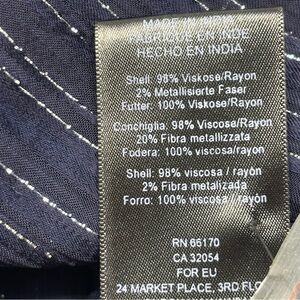 MADE IN INDIA
FABRIQUE EN INDE
HECHO EN INDIA
Shell: 98% Viskose/Rayon
2% Metallisierte Faser
Futter: 100% Viskose/Rayon
Conchiglia: 98% Viscose/Rayon
20% Fibra metallizzata
Fodera: 100% viscosa/rayon
Shell: 98% viscosa / rayón
2% Fibra metalizada
Forro: 100% viscosa / rayón
RN 66170
CA 32054
FOR EU
24 MARKET PLACE, 3RD FLO